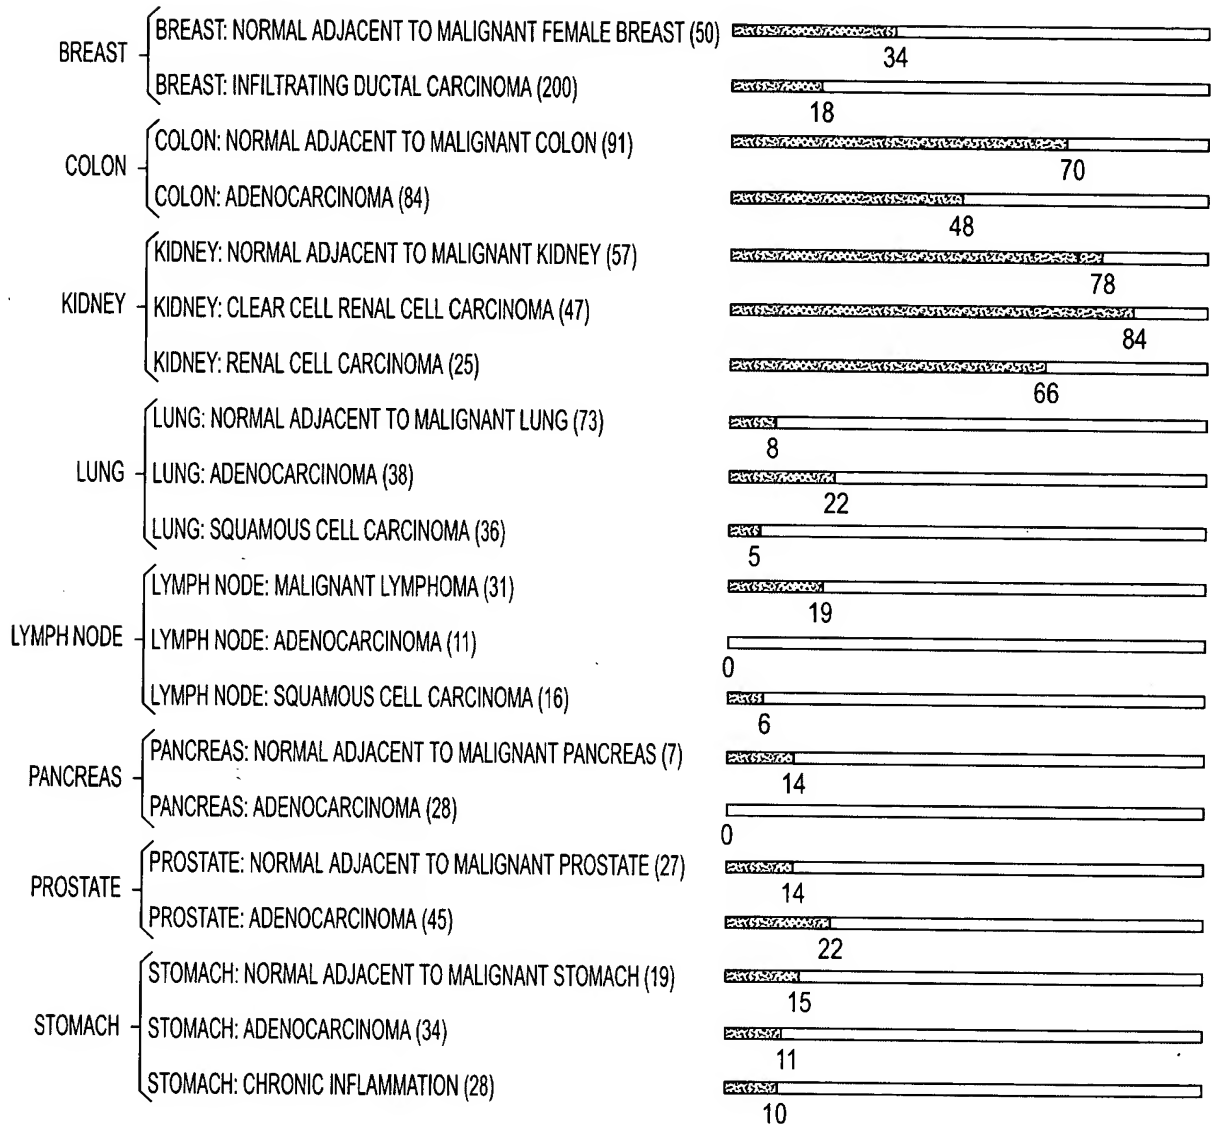 BREAST
BREAST: NORMAL ADJACENT TO MALIGNANT FEMALE BREAST (50)
34
BREAST: INFILTRATING DUCTAL CARCINOMA (200)
18
COLON
COLON: NORMAL ADJACENT TO MALIGNANT COLON (91)
70
COLON: ADENOCARCINOMA (84)
48
KIDNEY
KIDNEY: NORMAL ADJACENT TO MALIGNANT KIDNEY (57)
78
KIDNEY: CLEAR CELL RENAL CELL CARCINOMA (47)
84
KIDNEY: RENAL CELL CARCINOMA (25)
66
LUNG
LUNG: NORMAL ADJACENT TO MALIGNANT LUNG (73)
8
LUNG: ADENOCARCINOMA (38)
22
LUNG: SQUAMOUS CELL CARCINOMA (36)
5
LYMPH NODE
LYMPH NODE: MALIGNANT LYMPHOMA (31)
19
LYMPH NODE: ADENOCARCINOMA (11)
0
LYMPH NODE: SQUAMOUS CELL CARCINOMA (16)
6
PANCREAS
PANCREAS: NORMAL ADJACENT TO MALIGNANT PANCREAS (7)
14
PANCREAS: ADENOCARCINOMA (28)
0
PROSTATE
PROSTATE: NORMAL ADJACENT TO MALIGNANT PROSTATE (27)
14
PROSTATE: ADENOCARCINOMA (45)
22
STOMACH
STOMACH: NORMAL ADJACENT TO MALIGNANT STOMACH (19)
15
STOMACH: ADENOCARCINOMA (34)
11
STOMACH: CHRONIC INFLAMMATION (28)
10